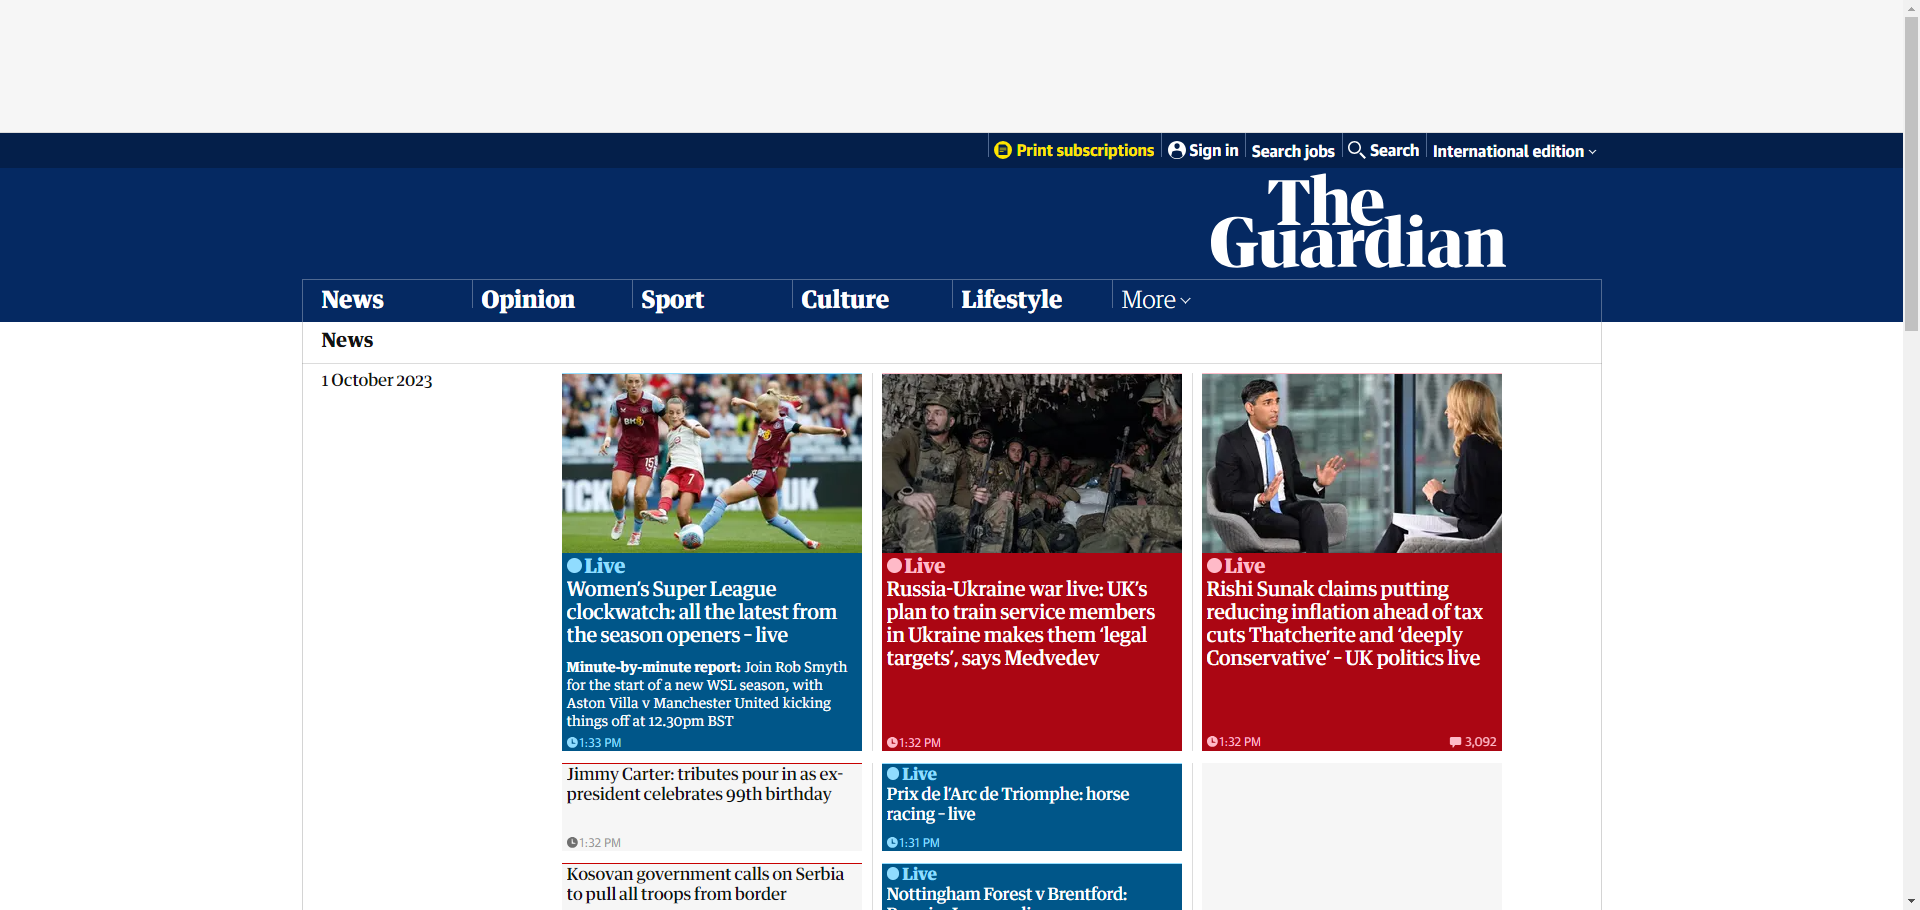 Print subscriptions
Sign in
Search jobs
Search
International edition
The
Guardian
News
Opinion
Sport
Culture
Lifestyle
More
News
1 October 2023
15
7
Live
Women's Super League
clockwatch: all the latest from
the season openers – live
Minute-by-minute report: Join Rob Smyth
for the start of a new WSL season, with
Aston Villa v Manchester United kicking
things off at 12.30pm BST
1:33 PM
Live
Russia-Ukraine war live: UK's
plan to train service members
in Ukraine makes them 'legal
targets', says Medvedev
1:32 PM
Live
Rishi Sunak claims putting
reducing inflation ahead of tax
cuts Thatcherite and 'deeply
Conservative' – UK politics live
1:32 PM
3,092
Jimmy Carter: tributes pour in as ex-
president celebrates 99th birthday
1:32 PM
Live
Prix de l'Arc de Triomphe: horse
racing – live
1:31 PM
Kosovan government calls on Serbia
to pull all troops from border
Live
Nottingham Forest v Brentford: